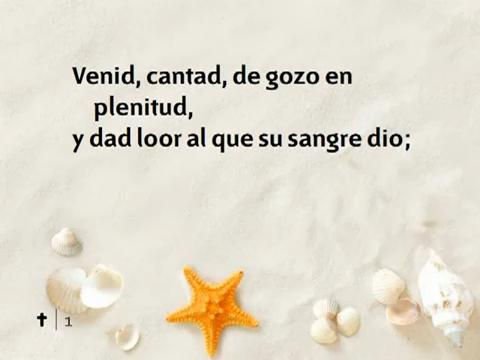 Venid, cantad, de gozo en
plenitud,
y dad loor al que su sangre dio;
1